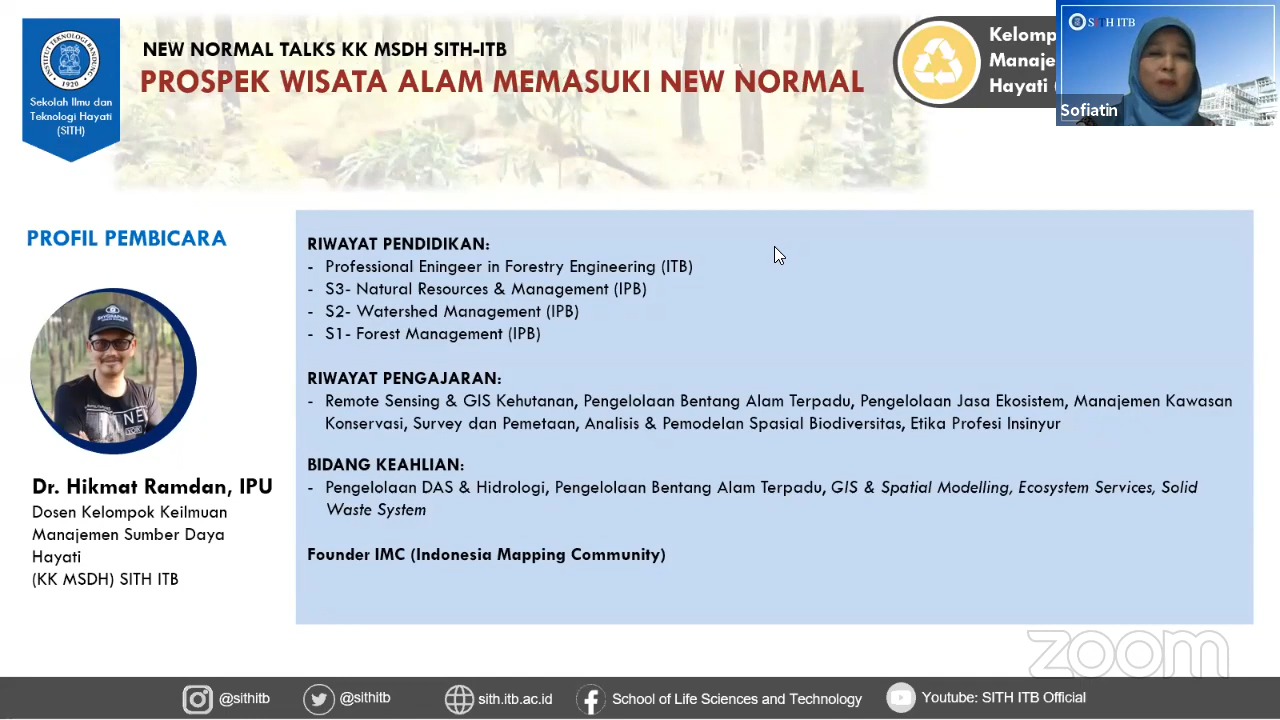 INSTITUT TEKNOLOGI BANDUNG
1920
Sekolah Ilmu dan
Teknologi Hayati
(SITH)
NEW NORMAL TALKS KK MSDH SITH-ITB
PROSPEK WISATA ALAM MEMASUKI NEW NORMAL
Kelomp
Manaje
Hayati (
SITH ITB
Sofiatin
PROFIL PEMBICARA
Dr. Hikmat Ramdan, IPU
Dosen Kelompok Keilmuan
Manajemen Sumber Daya
Hayati
(KK MSDH) SITH ITB
RIWAYAT PENDIDIKAN:
- Professional Eningeer in Forestry Engineering (ITB)
- S3- Natural Resources & Management (IPB)
- S2- Watershed Management (IPB)
- S1- Forest Management (IPB)
RIWAYAT PENGAJARAN:
- Remote Sensing & GIS Kehutanan, Pengelolaan Bentang Alam Terpadu, Pengelolaan Jasa Ekosistem, Manajemen Kawasan
Konservasi, Survey dan Pemetaan, Analisis & Pemodelan Spasial Biodiversitas, Etika Profesi Insinyur
BIDANG KEAHLIAN:
- Pengelolaan DAS & Hidrologi, Pengelolaan Bentang Alam Terpadu, GIS & Spatial Modelling, Ecosystem Services, Solid
Waste System
Founder IMC (Indonesia Mapping Community)
zoom
@sithitb
@sithitb
sith.itb.ac.id
School of Life Sciences and Technology
Youtube: SITH ITB Official